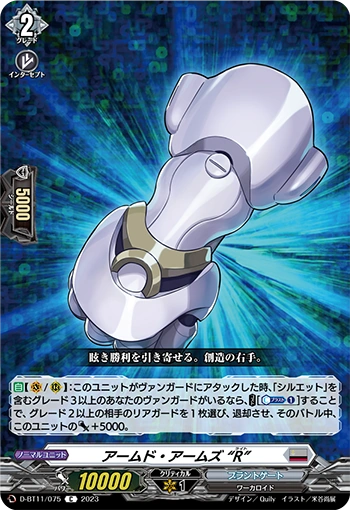 2
グレード
インターセプト
5000
シールド
眩き勝利を引き寄せる。創造の右手。
自【V/R】:このユニットがヴァンガードにアタックした時、「シルエット」を
含むグレード3以上のあなたのヴァンガードがいるなら、【コスト】[ブラスト1]する
ことで、グレード2以上の相手のリアガードを1枚選び、退却させ、そのバトル中、
このユニットのパワー+5000。
ノーマルユニット
アームド・アームズ “R”
ライト
パワー 10000
クリティカル
1
ブラントゲート
ワーカロイド
D-BT11/075 C 2023
デザイン/Quily イラスト/米谷尚展